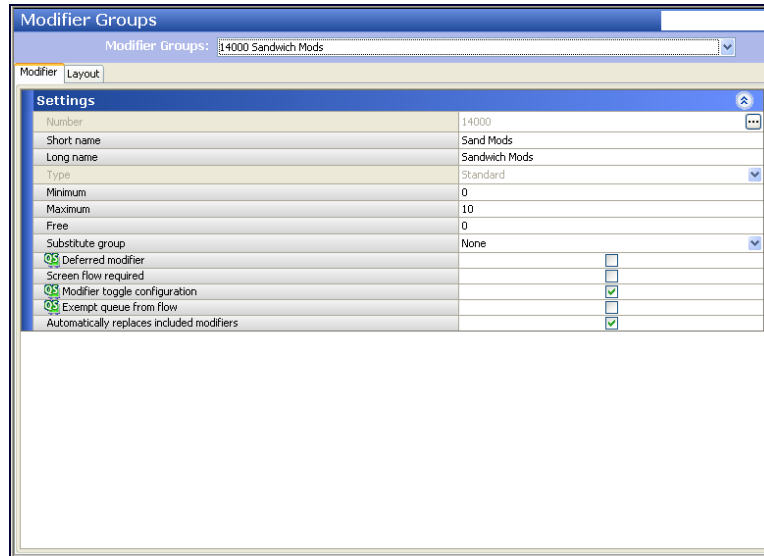 Modifier Groups
Modifier Groups: 14000 Sandwich Mods
Modifier Layout
Settings
Number 14000 ...
Short name Sand Mods
Long name Sandwich Mods
Type Standard
Minimum 0
Maximum 10
Free 0
Substitute group None
QS Deferred modifier
Screen flow required
QS Modifier toggle configuration
QS Exempt queue from flow
Automatically replaces included modifiers